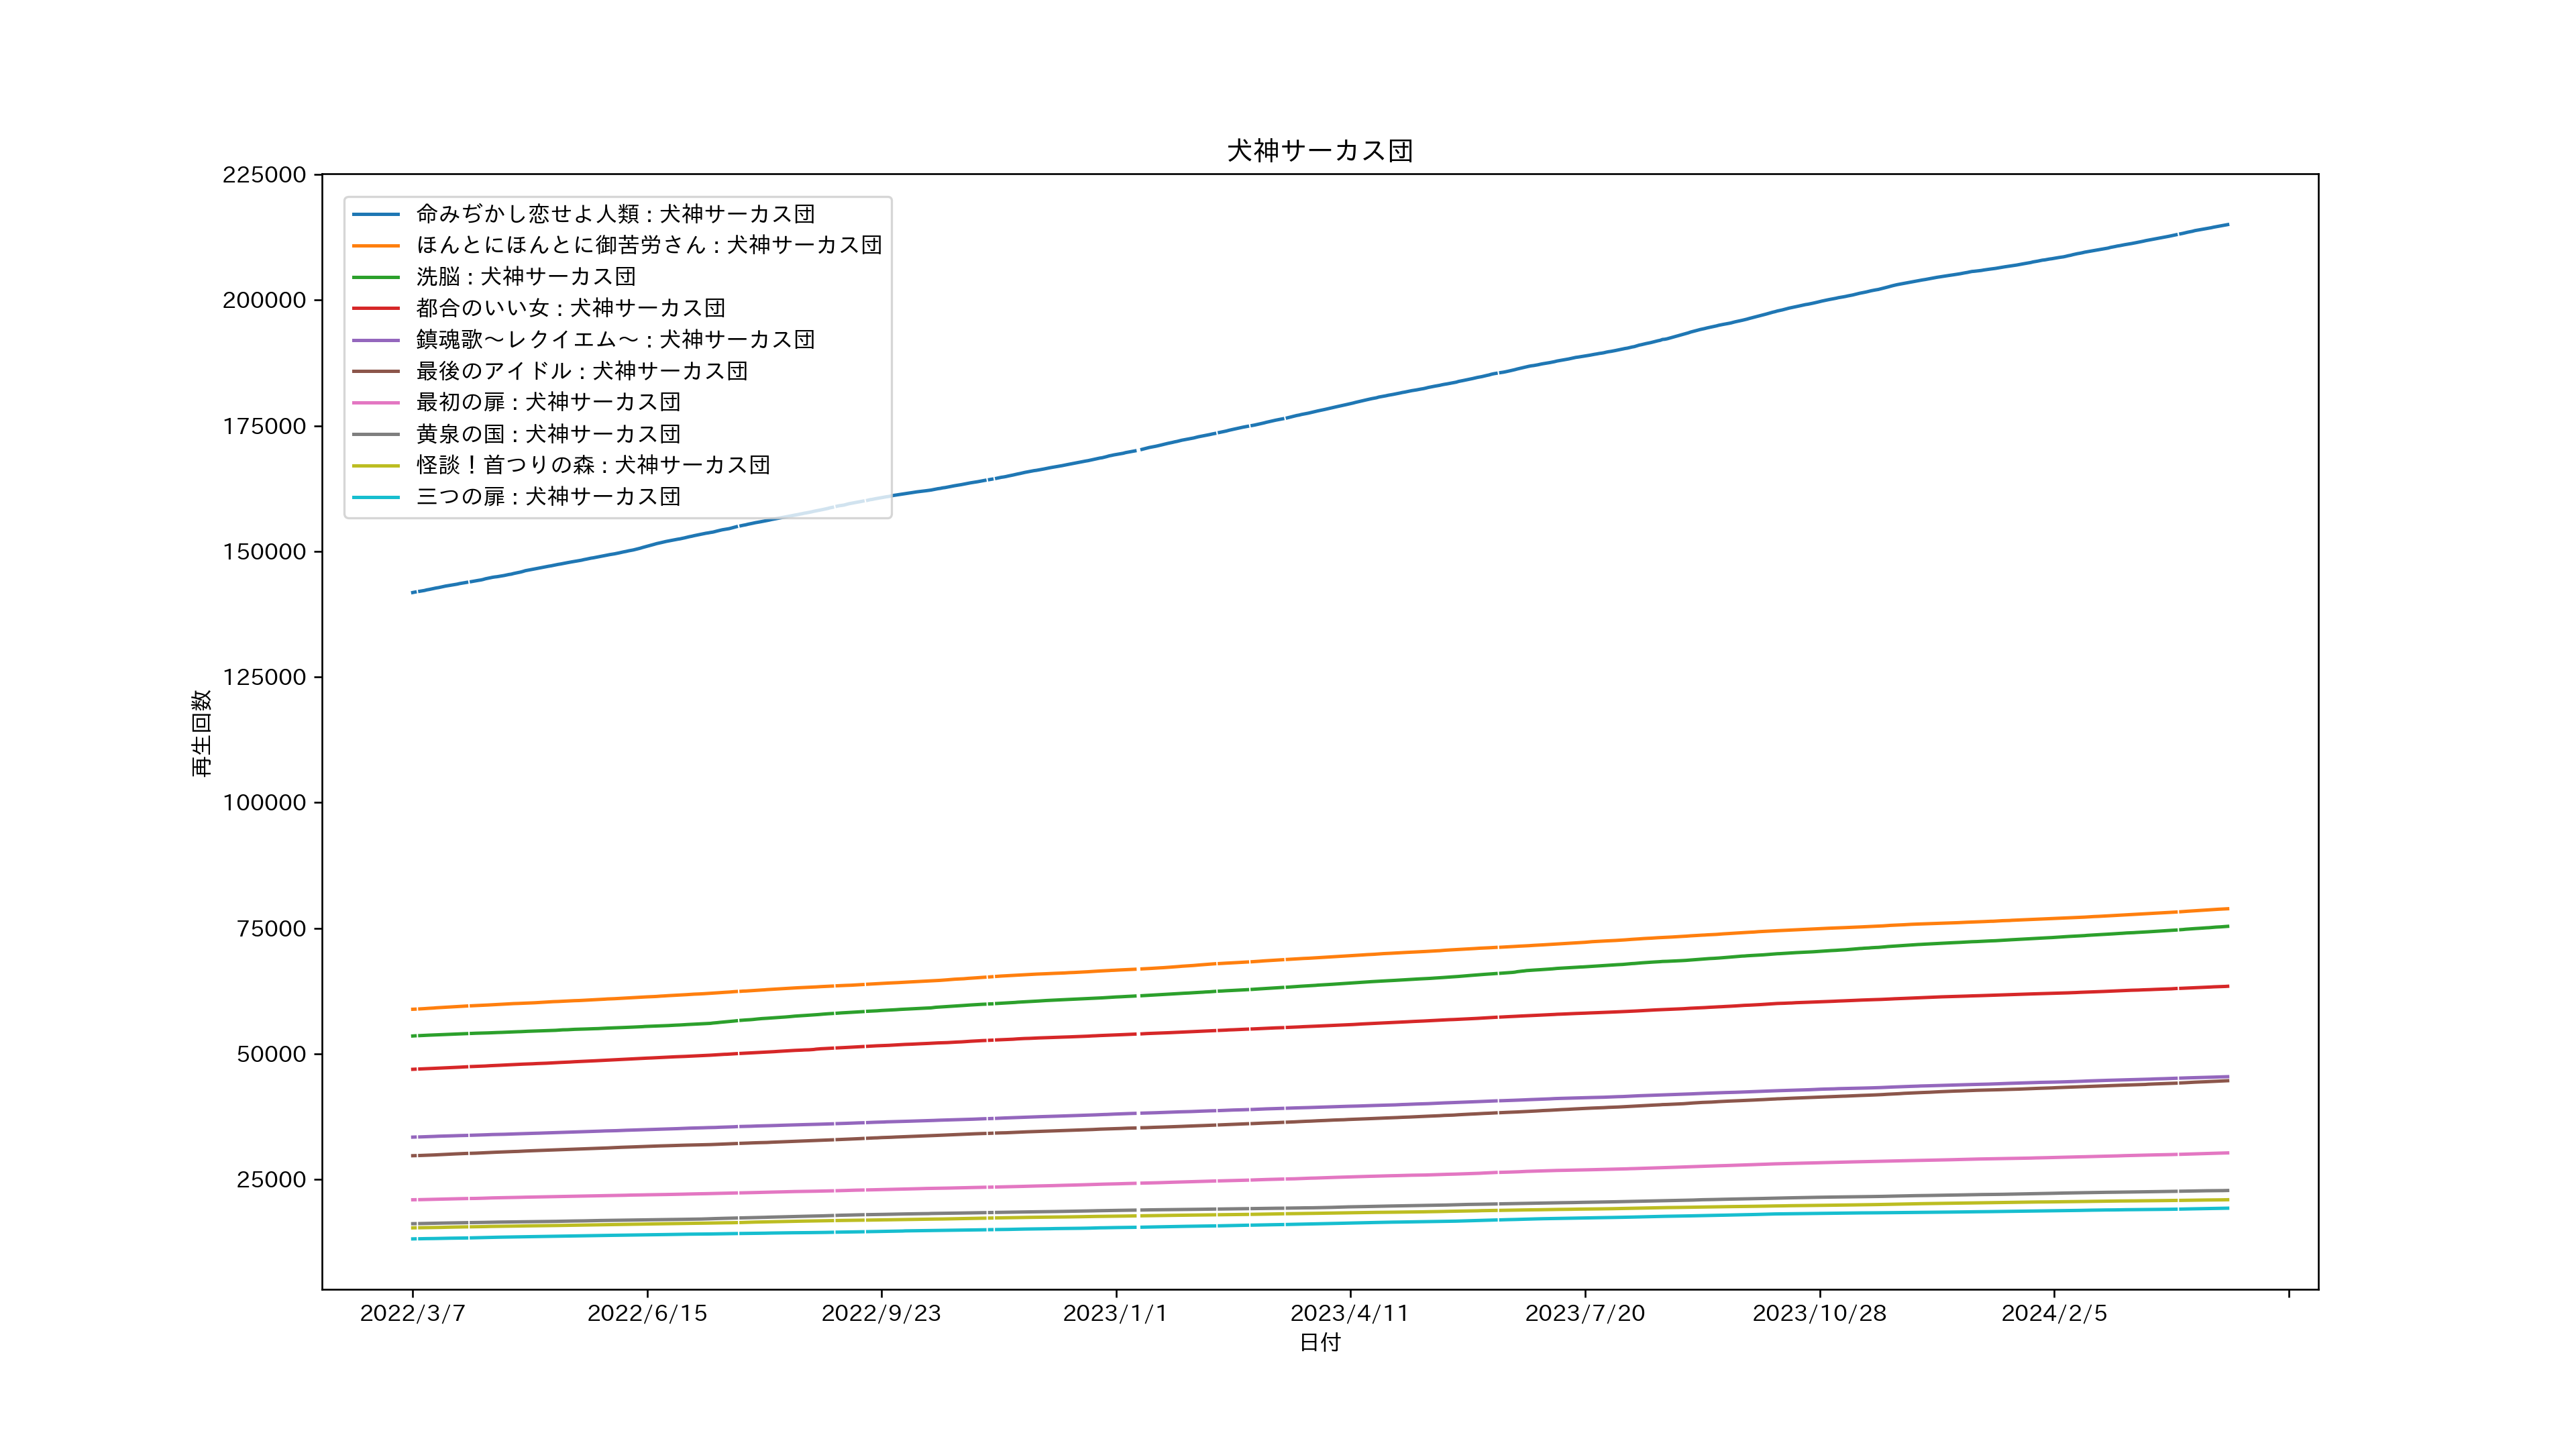 犬神サーカス団
225000
200000
175000
150000
125000
100000
75000
50000
25000
再生回数
命みぢかし恋せよ人類 : 犬神サーカス団
ほんとにほんとに御苦労さん : 犬神サーカス団
洗脳 : 犬神サーカス団
都合のいい女 : 犬神サーカス団
鎮魂歌～レクイエム～ : 犬神サーカス団
最後のアイドル : 犬神サーカス団
最初の扉 : 犬神サーカス団
黄泉の国 : 犬神サーカス団
怪談！首つりの森 : 犬神サーカス団
三つの扉 : 犬神サーカス団
2022/3/7 2022/6/15 2022/9/23 2023/1/1 2023/4/11 2023/7/20 2023/10/28 2024/2/5
日付